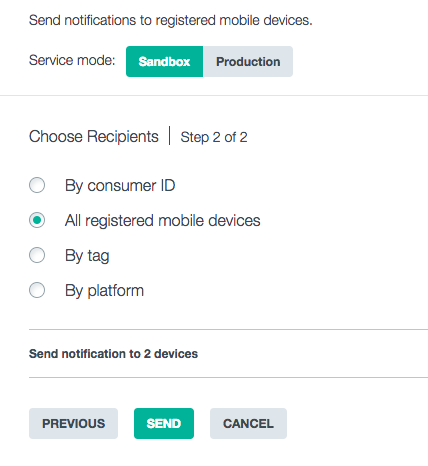 Send notifications to registered mobile devices.
Service mode: Sandbox Production
Choose Recipients | Step 2 of 2
By consumer ID
All registered mobile devices
By tag
By platform
Send notification to 2 devices
PREVIOUS SEND CANCEL